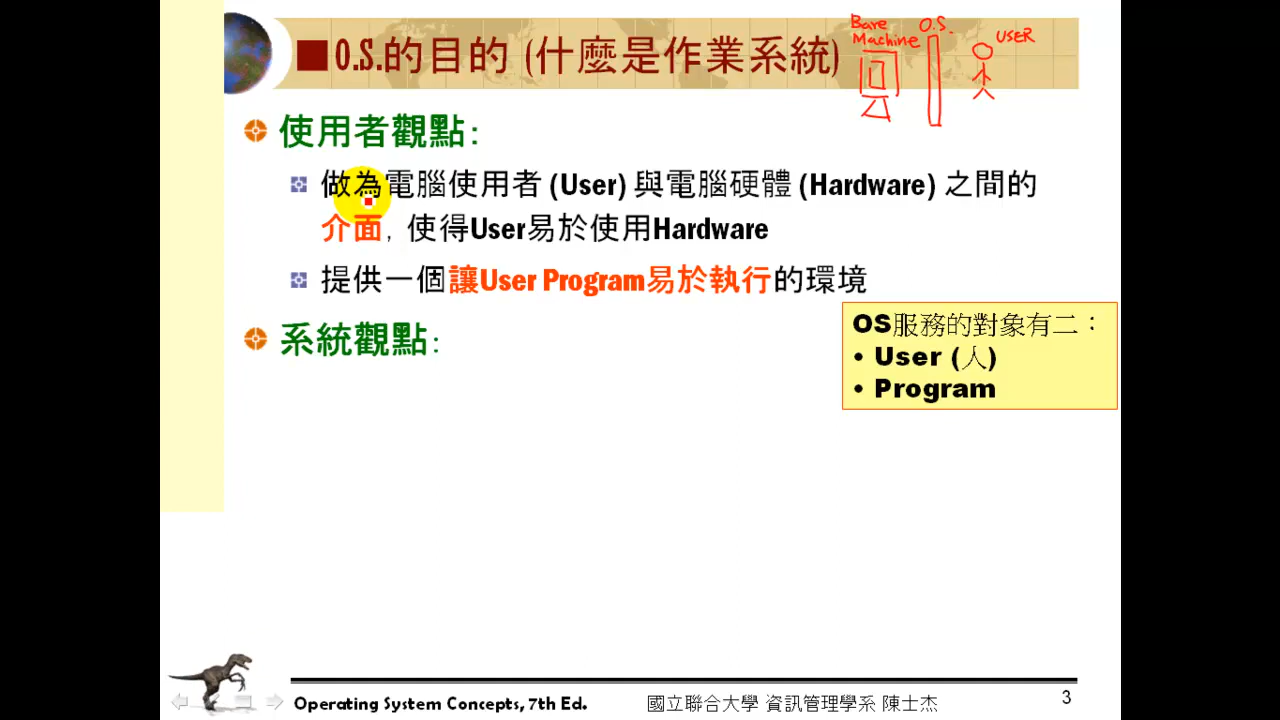 ■O.S.的目的 (什麼是作業系統)
Bare
Machine
O.S.
USER
使用者觀點:
做為電腦使用者 (User) 與電腦硬體 (Hardware) 之間的
介面, 使得User易於使用Hardware
提供一個讓User Program易於執行的環境
系統觀點:
OS服務的對象有二：
• User (人)
• Program
Operating System Concepts, 7th Ed.
國立聯合大學 資訊管理學系 陳士杰
3